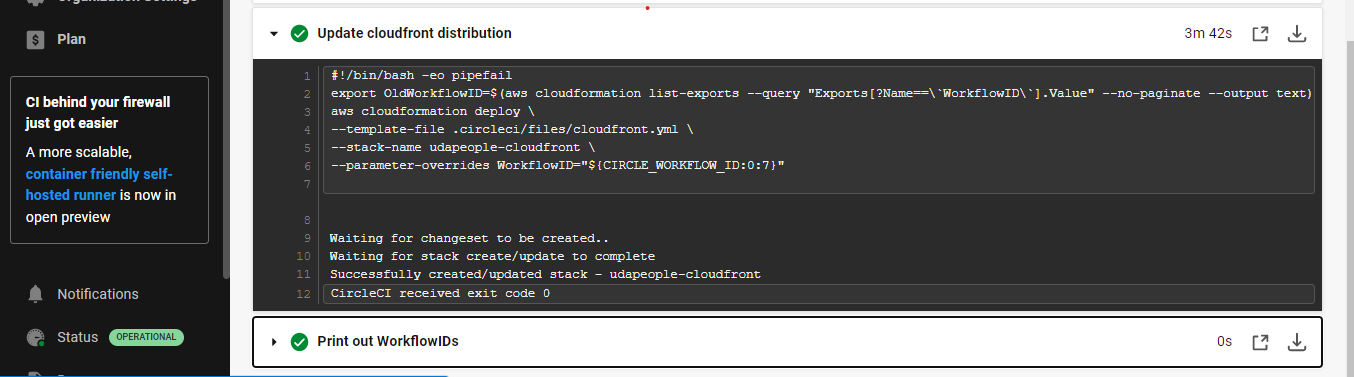 Organization Settings
Plan
CI behind your firewall
just got easier
A more scalable,
container friendly self-
hosted runner is now in
open preview
Notifications
Status OPERATIONAL
Update cloudfront distribution 3m 42s
1 #!/bin/bash -eo pipefail
2 export OldWorkflowID=$(aws cloudformation list-exports --query "Exports[?Name==\`WorkflowID\`].Value" --no-paginate --output text)
3 aws cloudformation deploy \
4 --template-file .circleci/files/cloudfront.yml \
5 --stack-name udapeople-cloudfront \
6 --parameter-overrides WorkflowID="${CIRCLE_WORKFLOW_ID:0:7}"
7
8
9 Waiting for changeset to be created..
10 Waiting for stack create/update to complete
11 Successfully created/updated stack - udapeople-cloudfront
12 CircleCI received exit code 0
Print out WorkflowIDs 0s